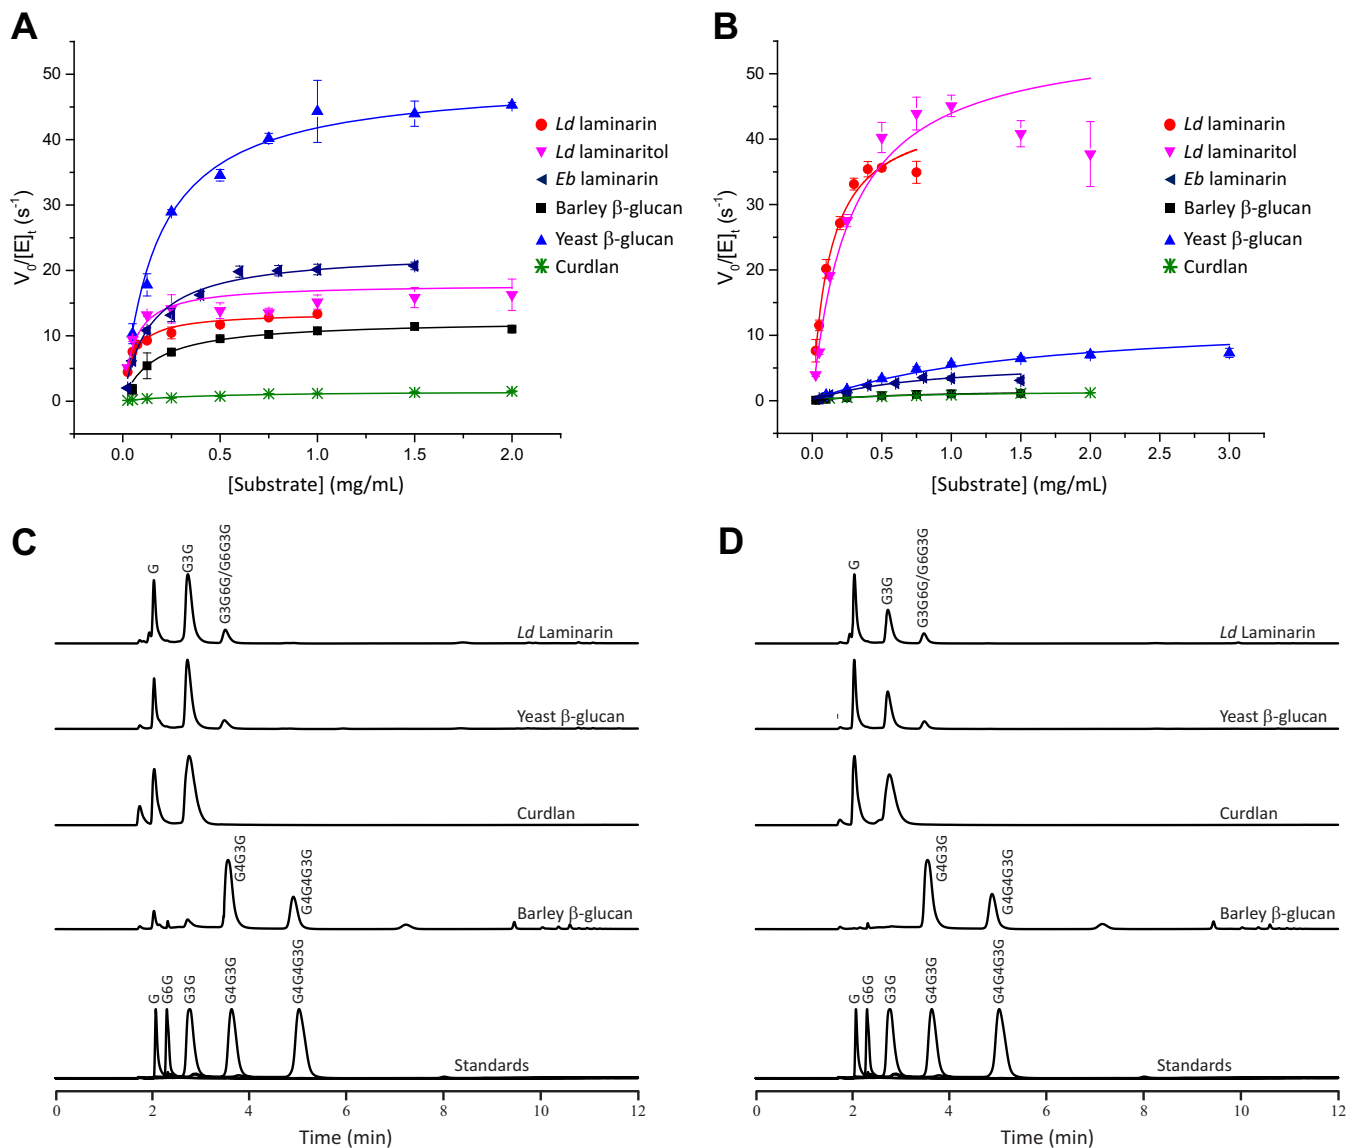 A
V₀/[E]ₜ (s⁻¹)
50
40
30
20
10
0
0.0 0.5 1.0 1.5 2.0
[Substrate] (mg/mL)
Ld laminarin
Ld laminaritol
Eb laminarin
Barley β-glucan
Yeast β-glucan
Curdlan
B
V₀/[E]ₜ (s⁻¹)
50
40
30
20
10
0
0.0 0.5 1.0 1.5 2.0 2.5 3.0
[Substrate] (mg/mL)
Ld laminarin
Ld laminaritol
Eb laminarin
Barley β-glucan
Yeast β-glucan
Curdlan
C
G G3G G3G6G/G6G3G
Ld Laminarin
Yeast β-glucan
Curdlan
G4G3G G4G4G3G
Barley β-glucan
G G6G G3G G4G3G G4G4G3G
Standards
0 2 4 6 8 10 12
Time (min)
D
G G3G G3G6G/G6G3G
Ld Laminarin
Yeast β-glucan
Curdlan
G4G3G G4G4G3G
Barley β-glucan
G G6G G3G G4G3G G4G4G3G
Standards
0 2 4 6 8 10 12
Time (min)